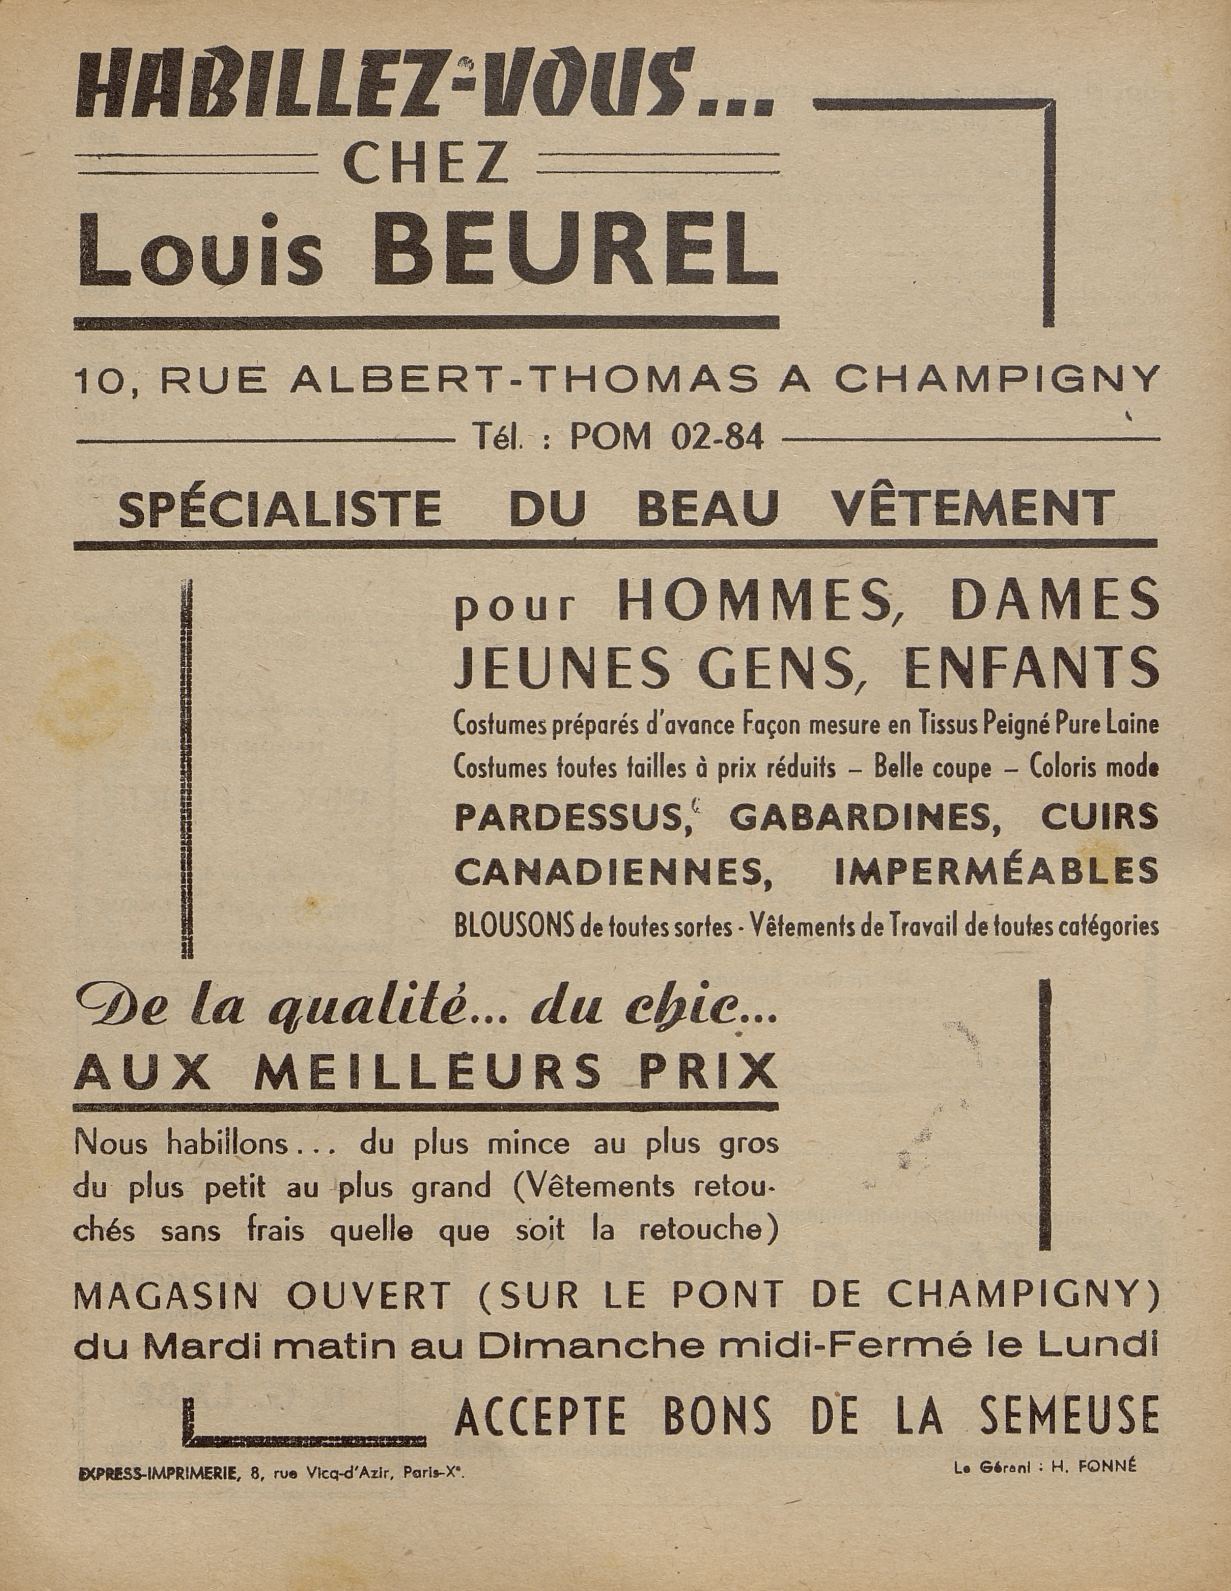 HABILLEZ-VOUS...
CHEZ
Louis BEUREL
10, RUE ALBERT-THOMAS A CHAMPIGNY
Tél. : POM 02-84
SPÉCIALISTE DU BEAU VÊTEMENT
pour HOMMES, DAMES
JEUNES GENS, ENFANTS
Costumes préparés d'avance Façon mesure en Tissus Peigné Pure Laine
Costumes toutes tailles à prix réduits – Belle coupe – Coloris mode
PARDESSUS, GABARDINES, CUIRS
CANADIENNES, IMPERMÉABLES
BLOUSONS de toutes sortes - Vêtements de Travail de toutes catégories
De la qualité... du chic...
AUX MEILLEURS PRIX
Nous habillons... du plus mince au plus gros
du plus petit au plus grand (Vêtements retou-
chés sans frais quelle que soit la retouche)
MAGASIN OUVERT (SUR LE PONT DE CHAMPIGNY)
du Mardi matin au Dimanche midi-Fermé le Lundi
ACCEPTE BONS DE LA SEMEUSE
EXPRESS-IMPRIMERIE, 8, rue Vicq-d'Azir, Paris-Xe.
Le Gérant : H. FONNÉ